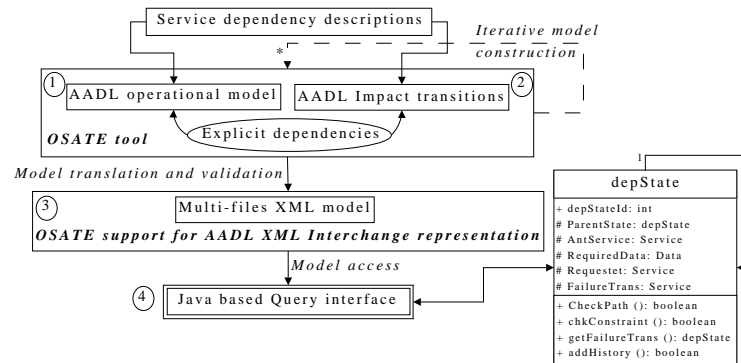 Service dependency descriptions
Iterative model
construction
*
1
2
AADL operational model
AADL Impact transitions
Explicit dependencies
OSATE tool
Model translation and validation
3
Multi-files XML model
OSATE support for AADL XML Interchange representation
Model access
4
Java based Query interface
1
depState
+ depStateId: int
# ParentState: depState
# AntService: Service
# RequiredData: Data
# Requestet: Service
# FailureTrans: Service
+ CheckPath (): boolean
+ chkConstraint (): boolean
+ getFailureTrans (): depState
+ addHistory (): boolean